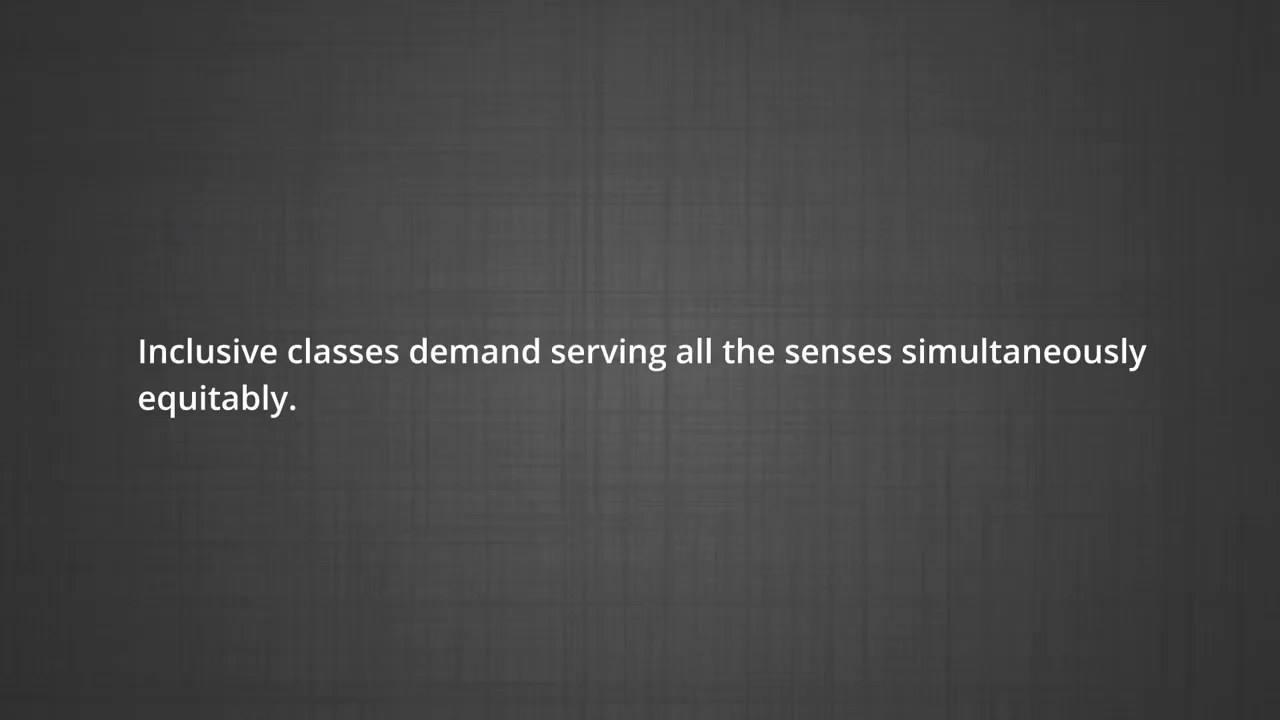 Inclusive classes demand serving all the senses simultaneously
equitably.